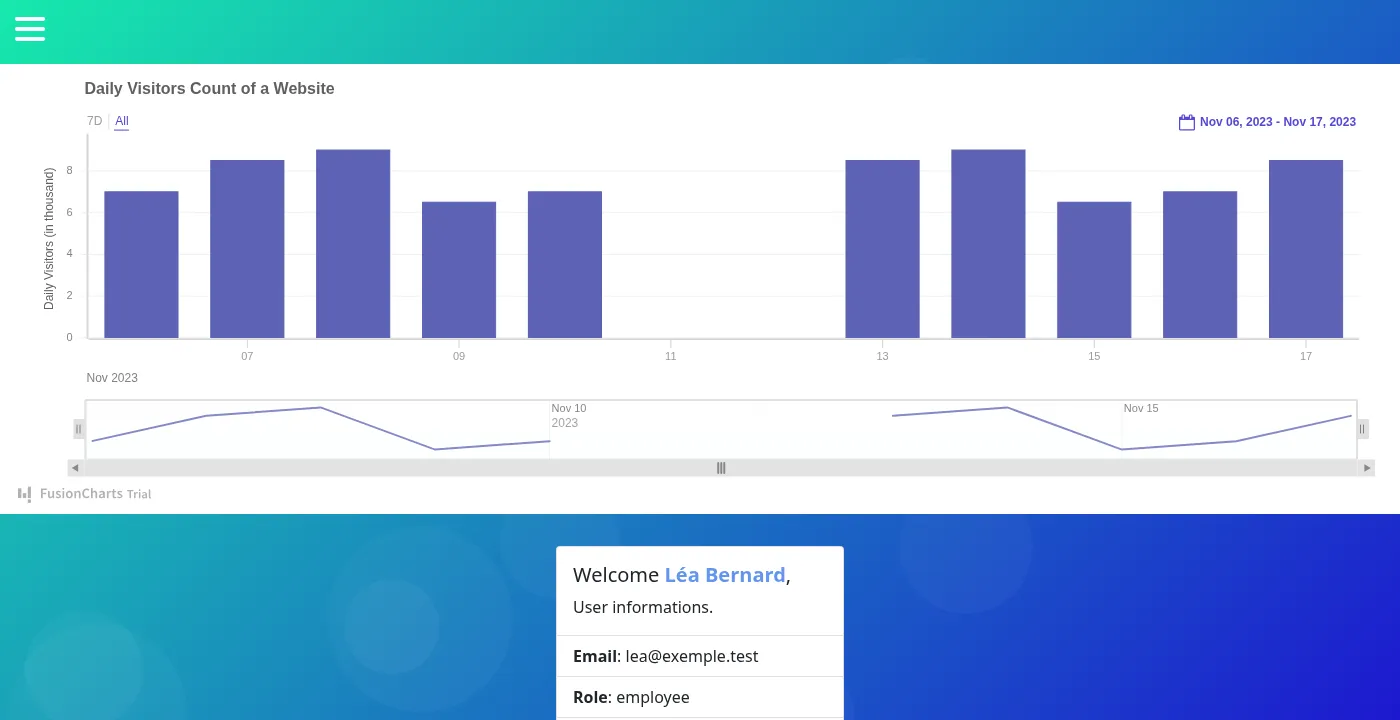 Daily Visitors Count of a Website
7D All
Nov 06, 2023 - Nov 17, 2023
Daily Visitors (in thousand)
8
6
4
2
0
07 09 11 13 15 17
Nov 2023
Nov 10
2023
Nov 15
FusionCharts Trial
Welcome Léa Bernard,
User informations.
Email: lea@exemple.test
Role: employee